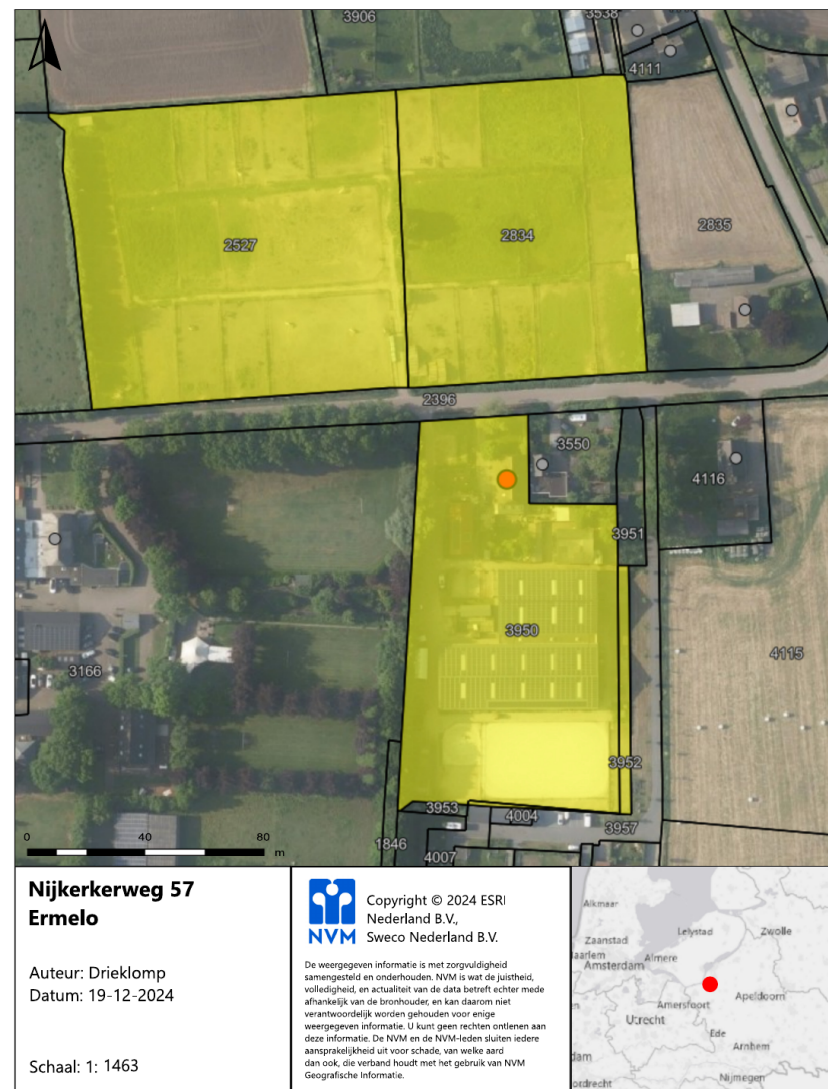 3906
3538
4111
2527
2834
2835
2396
3550
4116
3951
3950
4115
3166
3952
3953
4004
3957
1846
4007
0 40 80
m
Nijkerkerweg 57
Ermelo
Auteur: Drieklomp
Datum: 19-12-2024
Schaal: 1: 1463
NVM
Copyright © 2024 ESRI
Nederland B.V.,
Sweco Nederland B.V.
De weergegeven informatie is met zorgvuldigheid
samengesteld en onderhouden. NVM is wat de juistheid,
volledigheid, en actualiteit van de data betreft echter mede
afhankelijk van de bronhouder, en kan daarom niet
verantwoordelijk worden gehouden voor enige
weergegeven informatie. U kunt geen rechten ontlenen aan
deze informatie. De NVM en de NVM-leden sluiten iedere
aansprakelijkheid uit voor schade, van welke aard
dan ook, die verband houdt met het gebruik van NVM
Geografische Informatie.
Alkmaar
Lelystad
Zwolle
Zaanstad
aarlem
Almere
Amsterdam
Apeldoorn
en
Amersfoort
Utrecht
Ede
Arnhem
dam
Nijmegen
ordrecht